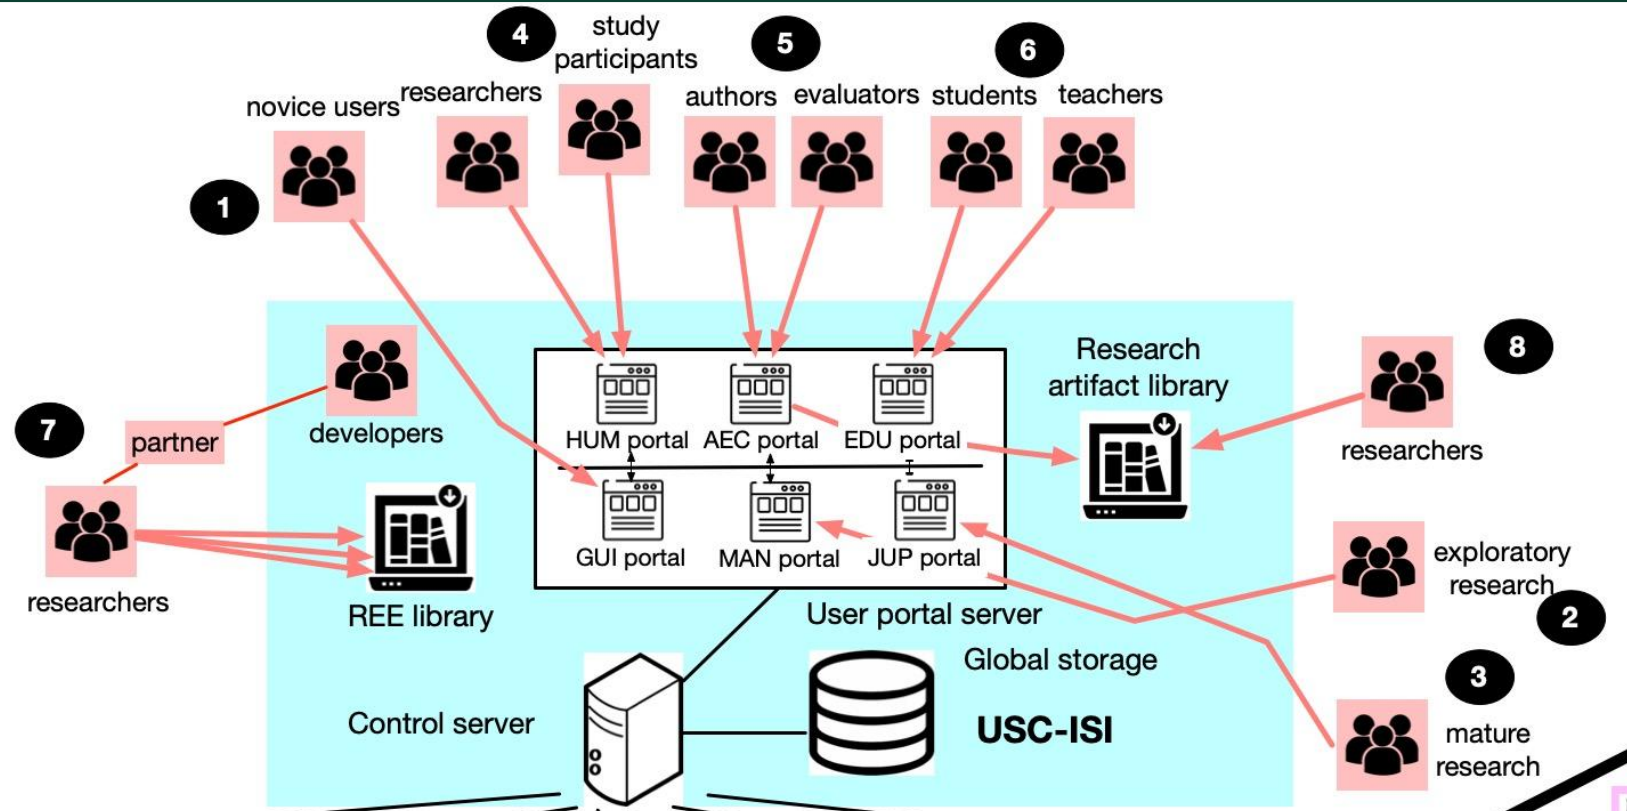 4
study
participants
5
6
novice users
researchers
authors
evaluators
students
teachers
1
Research
artifact library
8
7
partner
developers
HUM portal
AEC portal
EDU portal
researchers
GUI portal
MAN portal
JUP portal
exploratory
research
2
researchers
REE library
User portal server
Global storage
3
Control server
USC-ISI
mature
research